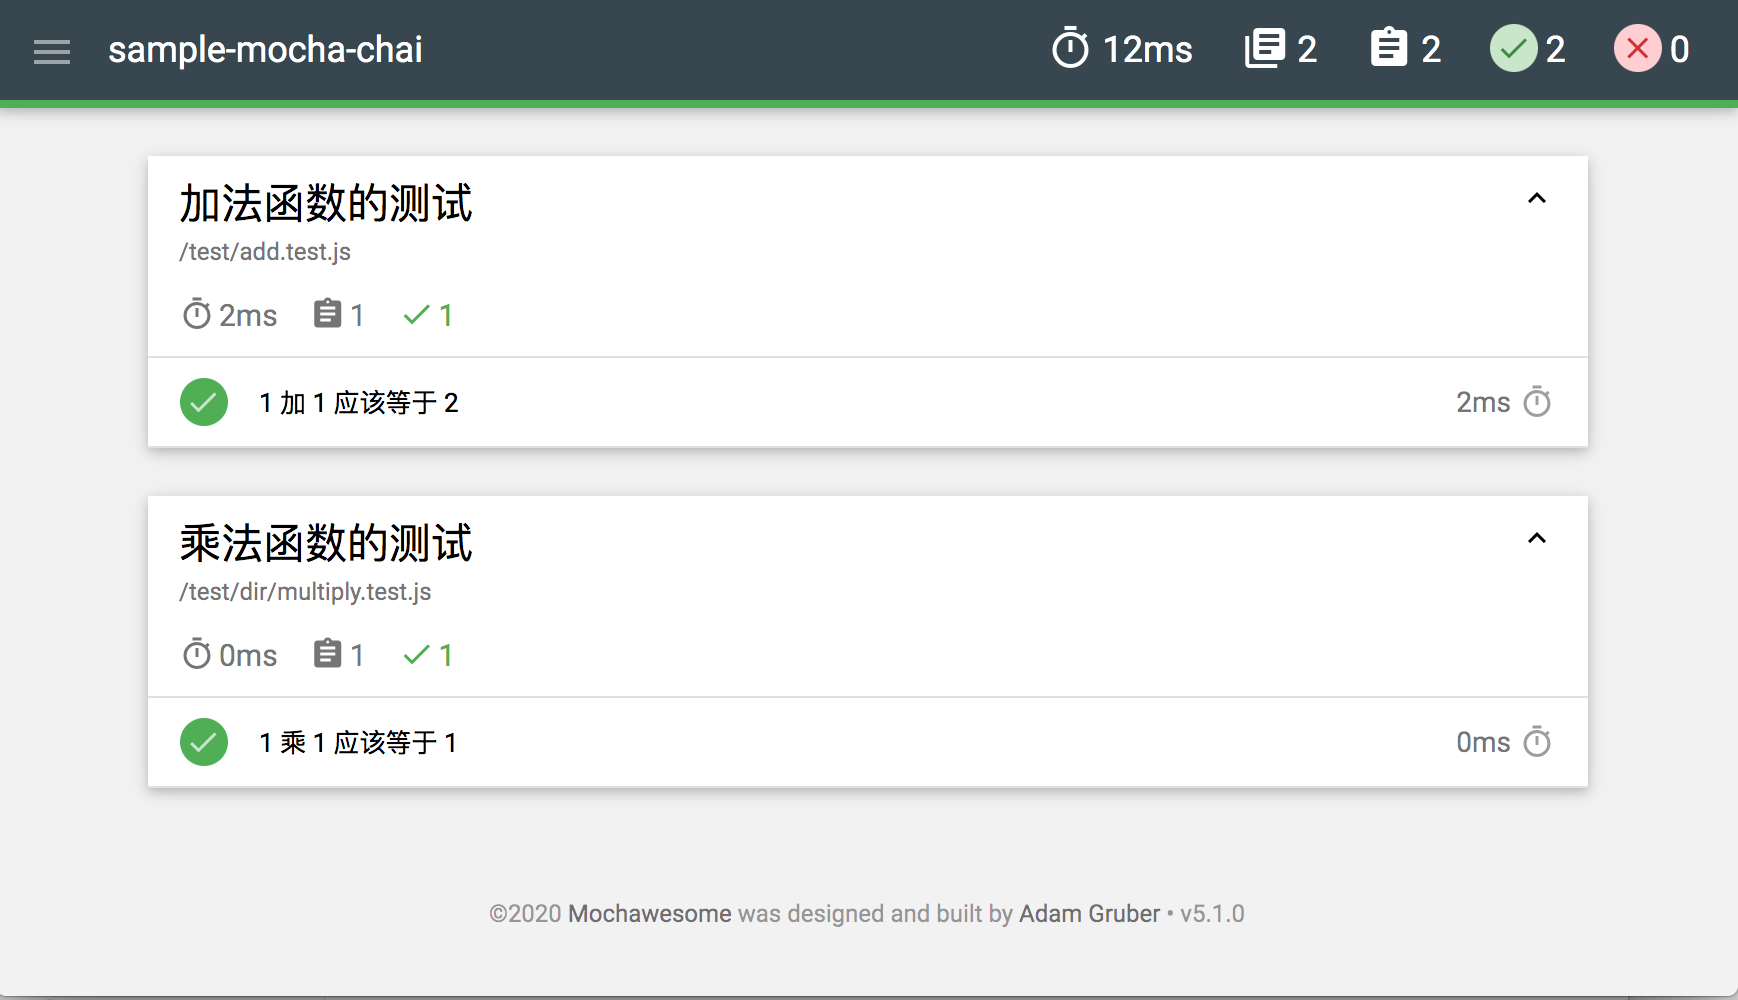 sample-mocha-chai 12ms 2 2 2 0
加法函数的测试
/test/add.test.js
2ms 1 1
1 加 1 应该等于 2 2ms
乘法函数的测试
/test/dir/multiply.test.js
0ms 1 1
1 乘 1 应该等于 1 0ms
©2020 Mochawesome was designed and built by Adam Gruber • v5.1.0